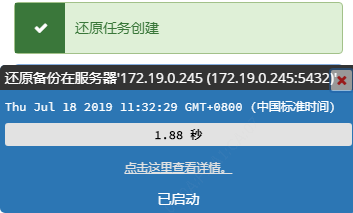 还原任务创建
还原备份在服务器'172.19.0.245 (172.19.0.245:5432)'
Thu Jul 18 2019 11:32:29 GMT+0800 (中国标准时间)
1.88 秒
点击这里查看详情。
已启动